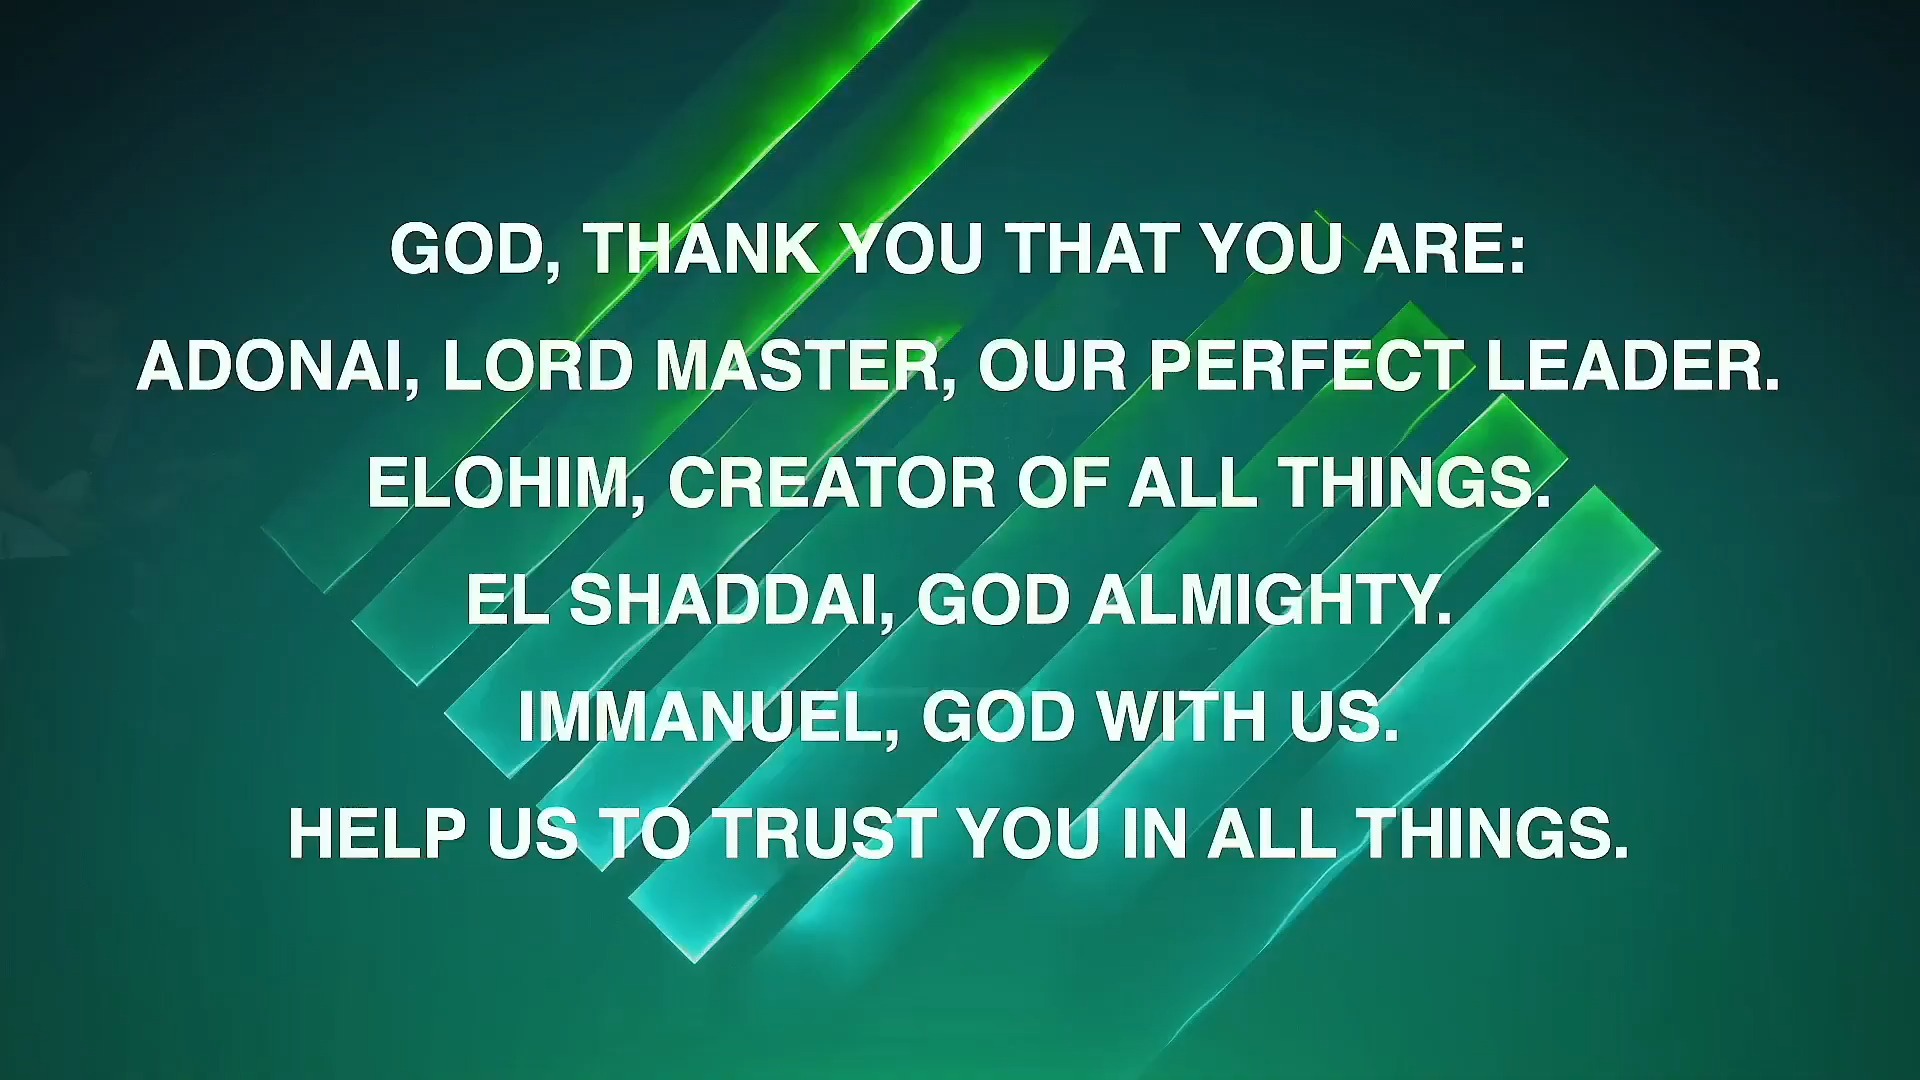 GOD, THANK YOU THAT YOU ARE:
ADONAI, LORD MASTER, OUR PERFECT LEADER.
ELOHIM, CREATOR OF ALL THINGS.
EL SHADDAI, GOD ALMIGHTY.
IMMANUEL, GOD WITH US.
HELP US TO TRUST YOU IN ALL THINGS.